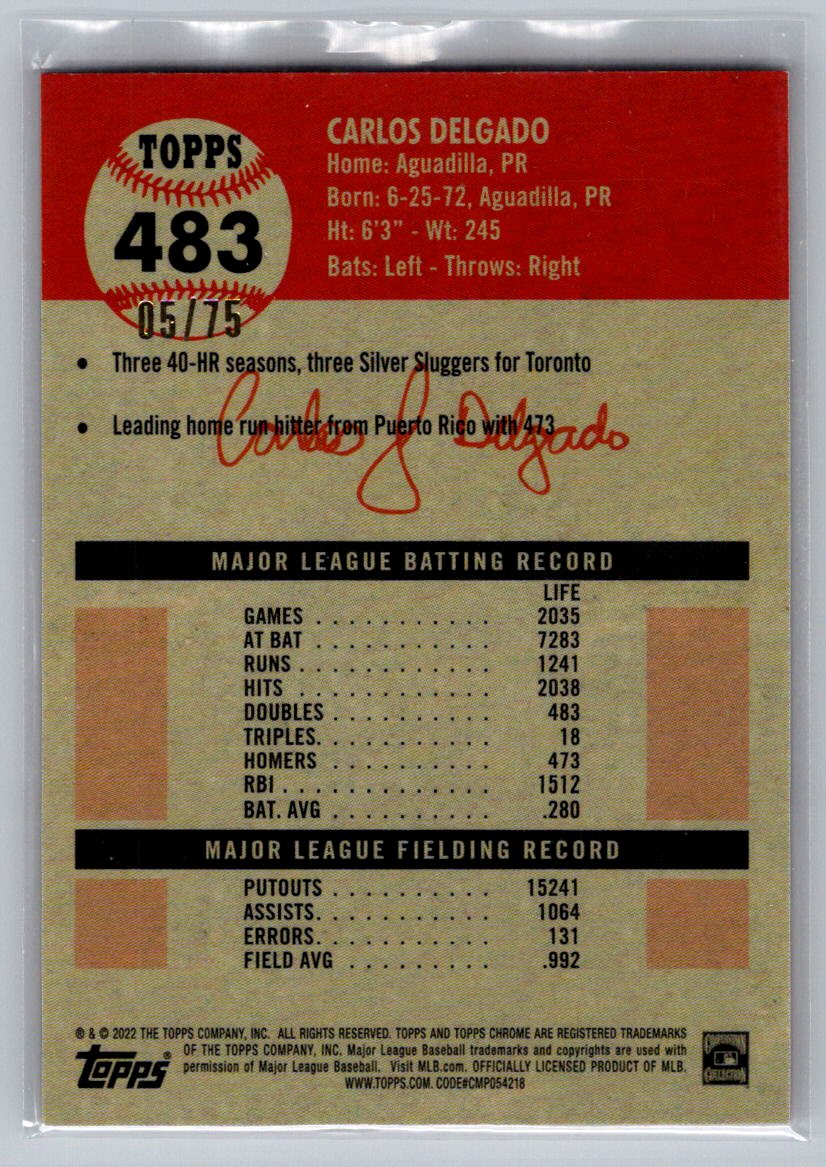 TOPPS
483
05/75
CARLOS DELGADO
Home: Aguadilla, PR
Born: 6-25-72, Aguadilla, PR
Ht: 6'3" - Wt: 245
Bats: Left - Throws: Right
• Three 40-HR seasons, three Silver Sluggers for Toronto
• Leading home run hitter from Puerto Rico with 473
Carlos J Delgado
MAJOR LEAGUE BATTING RECORD
LIFE
GAMES . . . . . . . . . . . 2035
AT BAT . . . . . . . . . . . 7283
RUNS . . . . . . . . . . . . 1241
HITS . . . . . . . . . . . . 2038
DOUBLES . . . . . . . . . . 483
TRIPLES. . . . . . . . . . . 18
HOMERS . . . . . . . . . . 473
RBI . . . . . . . . . . . . . 1512
BAT. AVG . . . . . . . . . . .280
MAJOR LEAGUE FIELDING RECORD
PUTOUTS . . . . . . . . . . 15241
ASSISTS. . . . . . . . . . . 1064
ERRORS. . . . . . . . . . . 131
FIELD AVG . . . . . . . . . .992
® & © 2022 THE TOPPS COMPANY, INC. ALL RIGHTS RESERVED. TOPPS AND TOPPS CHROME ARE REGISTERED TRADEMARKS
OF THE TOPPS COMPANY, INC. Major League Baseball trademarks and copyrights are used with
permission of Major League Baseball. Visit MLB.com. OFFICIALLY LICENSED PRODUCT OF MLB.
WWW.TOPPS.COM. CODE#CMP054218
Topps®
COOPERSTOWN
COLLECTION